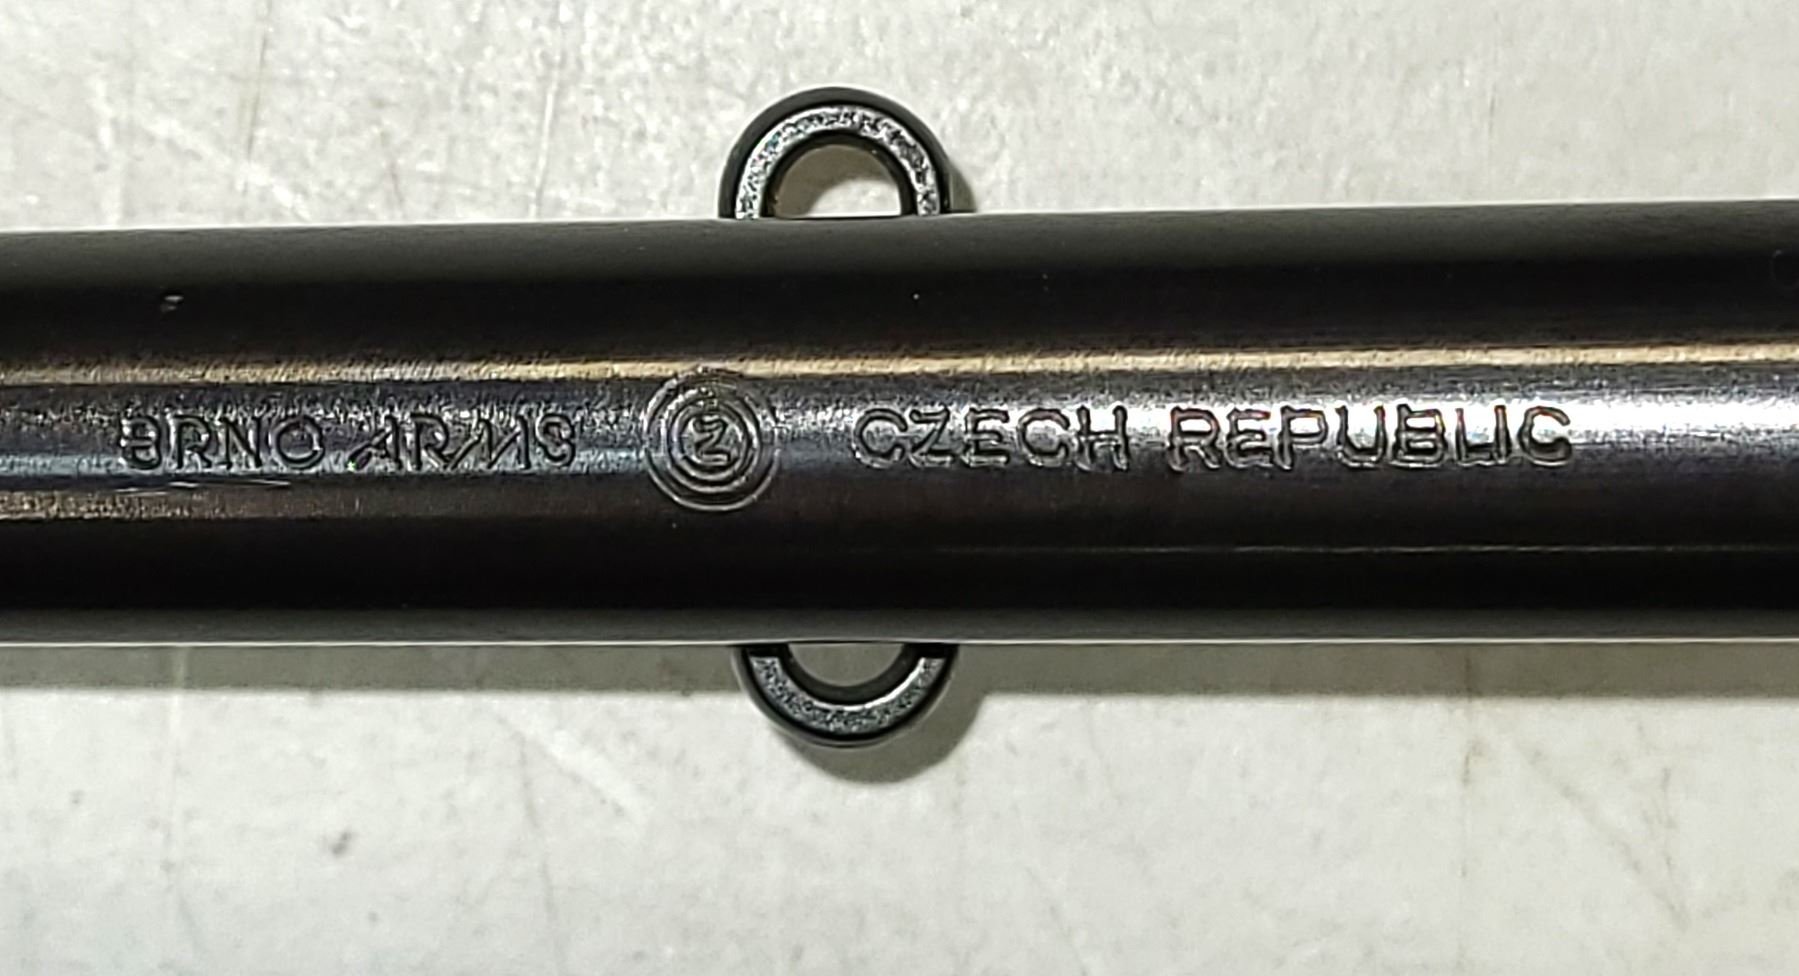 BRNO ARMS Z CZECH REPUBLIC